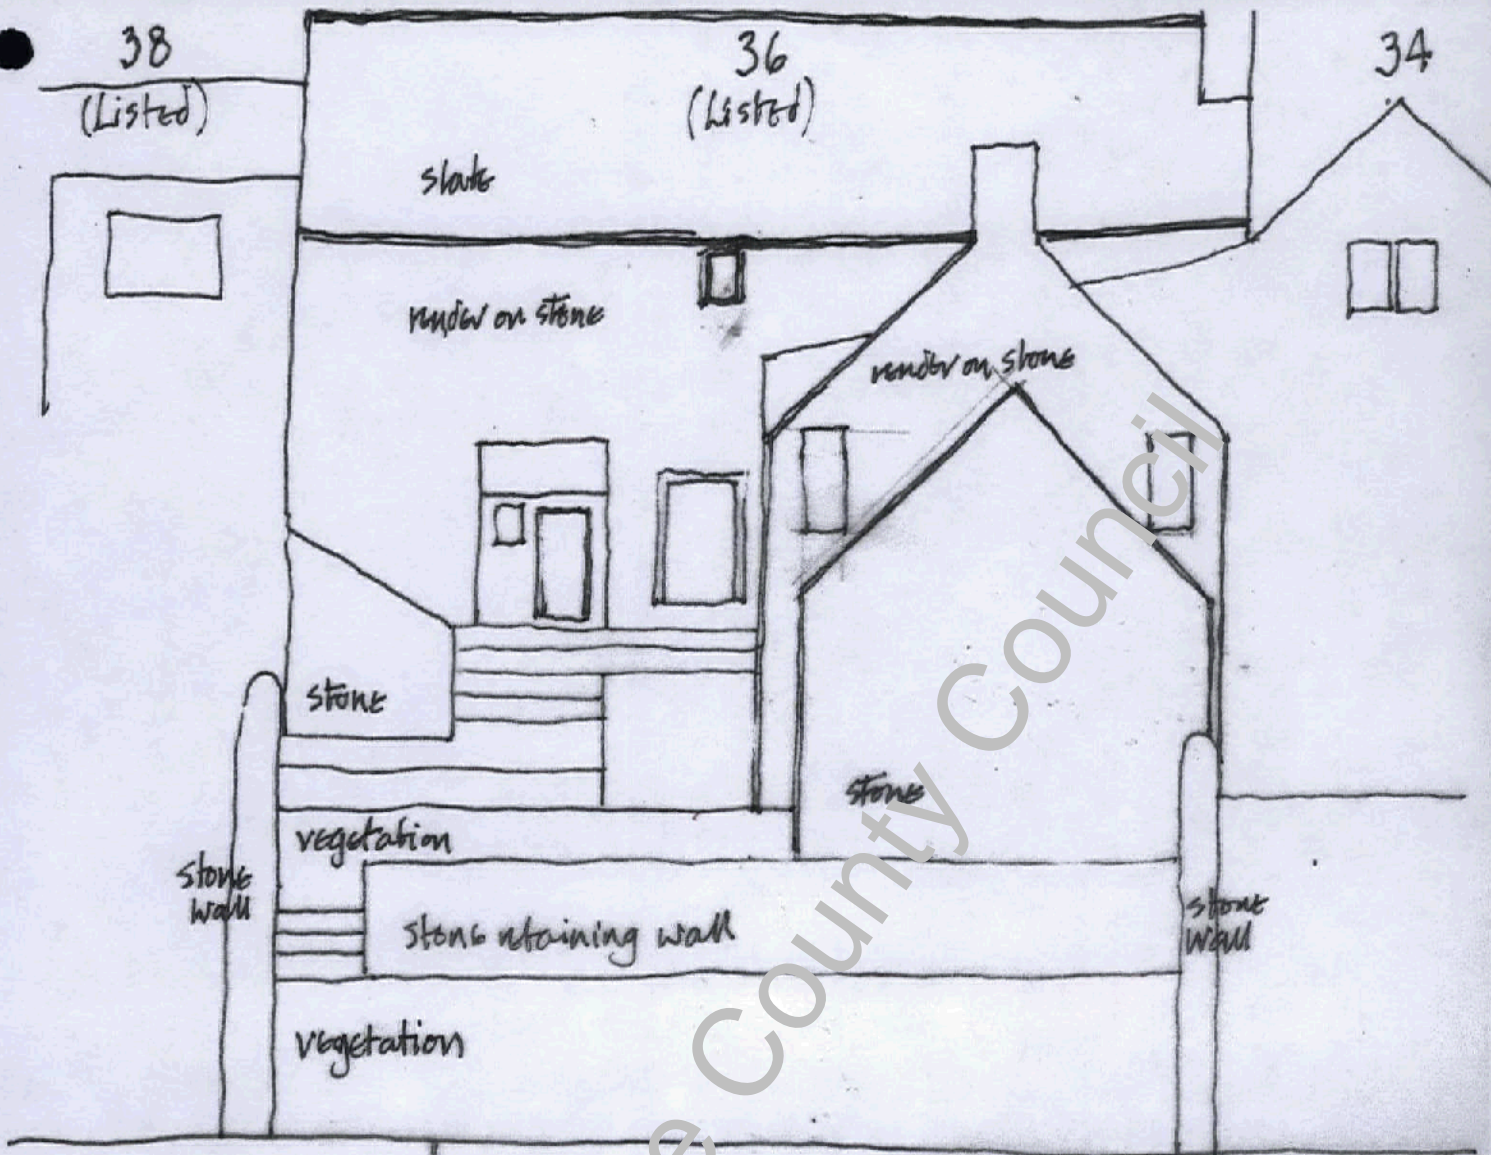 38
(Listed)
36
(Listed)
34
slate
render on stone
render on stone
stone
stone
vegetation
stone
wall
stone retaining wall
stone
wall
vegetation
County Council